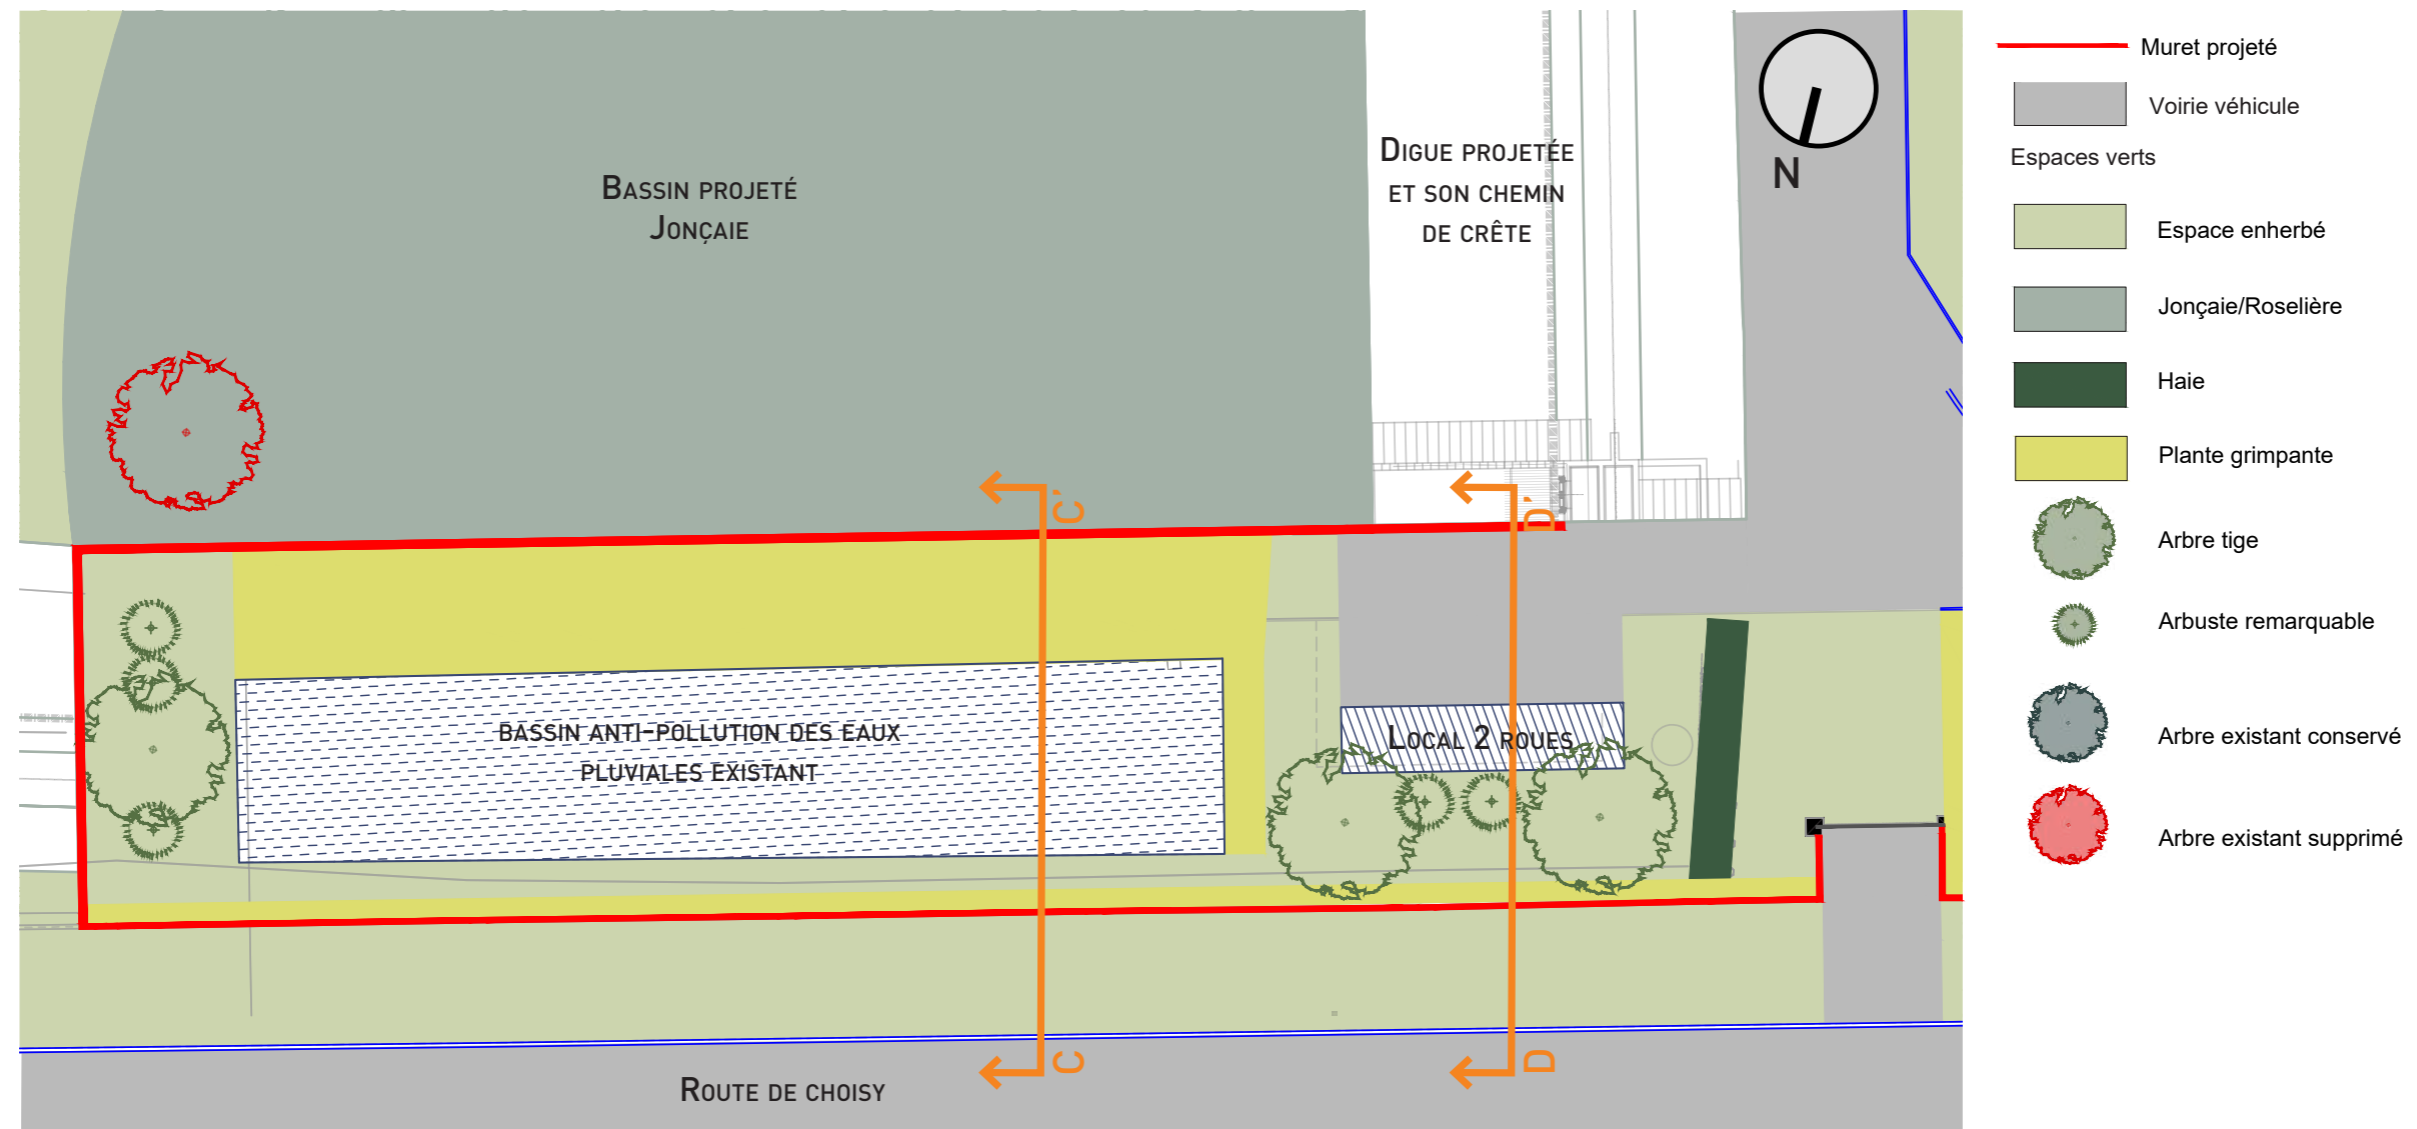 Bassin projeté
Jonçaie
Digue projetée
et son chemin
de crête
N
C'
D'
bassin anti-pollution des eaux
pluviales existant
Local 2 roues
C
D
Route de choisy
Muret projeté
Voirie véhicule
Espaces verts
Espace enherbé
Jonçaie/Roselière
Haie
Plante grimpante
Arbre tige
Arbuste remarquable
Arbre existant conservé
Arbre existant supprimé